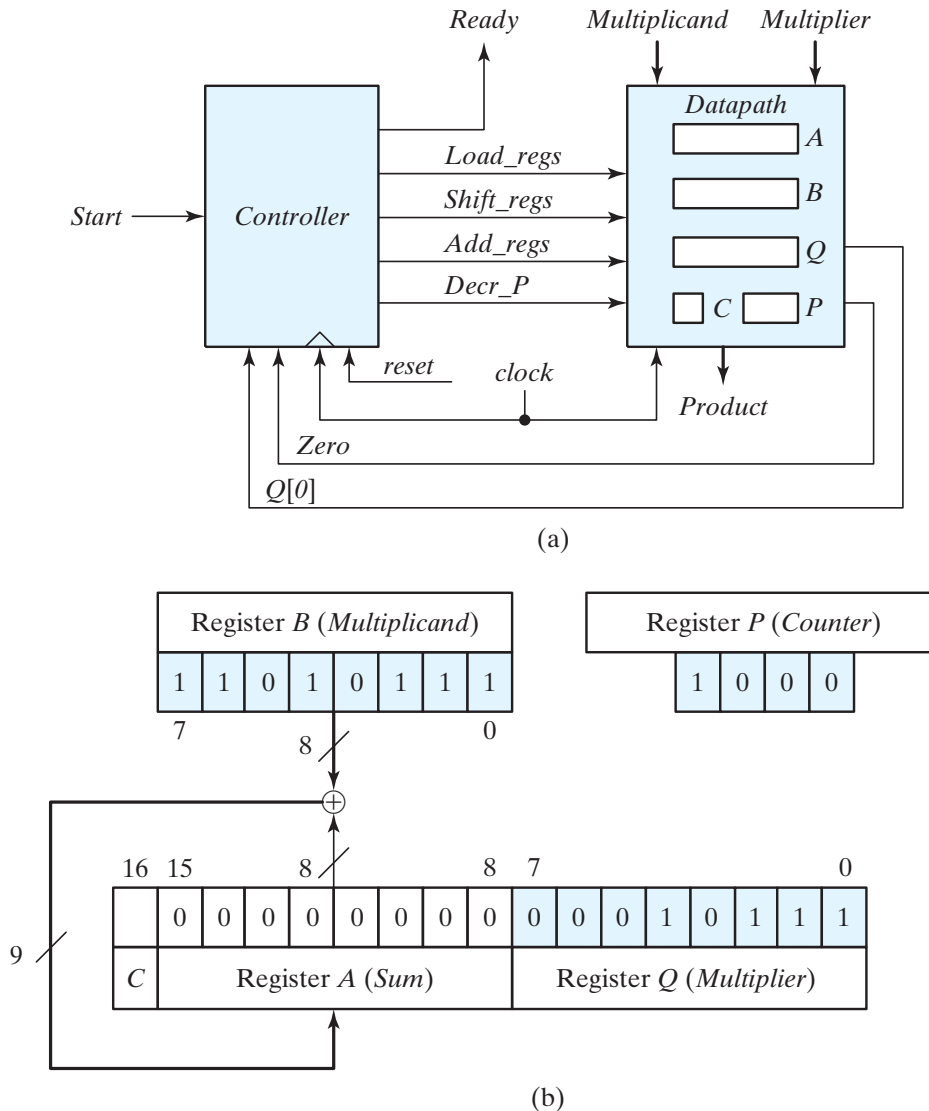 Ready
Multiplicand
Multiplier
Datapath
A
Load_regs
B
Shift_regs
Start
Controller
Add_regs
Q
Decr_P
C
P
reset
clock
Product
Zero
Q[0]
(a)
Register B (Multiplicand)
Register P (Counter)
1 1 0 1 0 1 1 1
1 0 0 0
7
8
0
16
15
8
8
7
0
0 0 0 0 0 0 0 0
0 0 0 1 0 1 1 1
9
C
Register A (Sum)
Register Q (Multiplier)
(b)